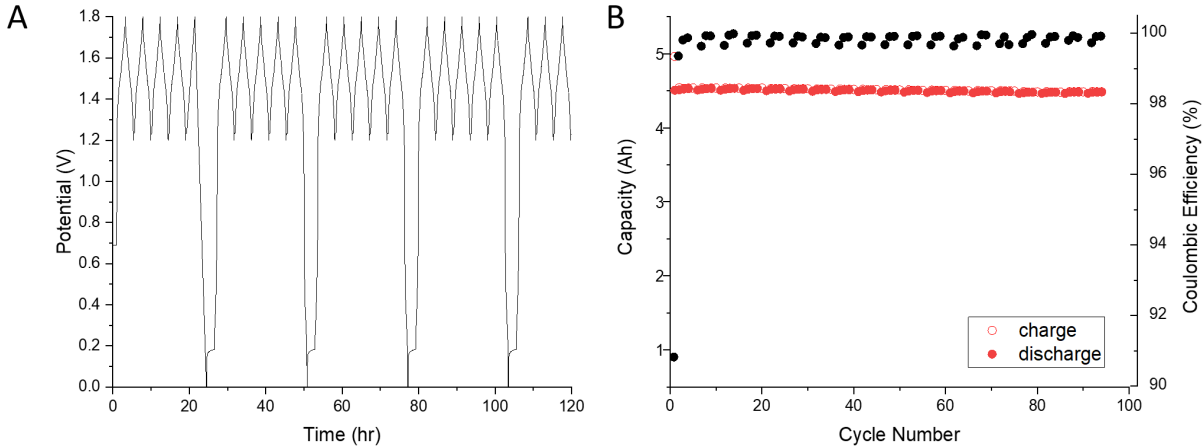 A
Potential (V)
1.8
1.6
1.4
1.2
1.0
0.8
0.6
0.4
0.2
0.0
0 20 40 60 80 100 120
Time (hr)
B
Capacity (Ah)
5
4
3
2
1
0 20 40 60 80 100
Cycle Number
100
98
96
94
92
90
Coulombic Efficiency (%)
charge
discharge